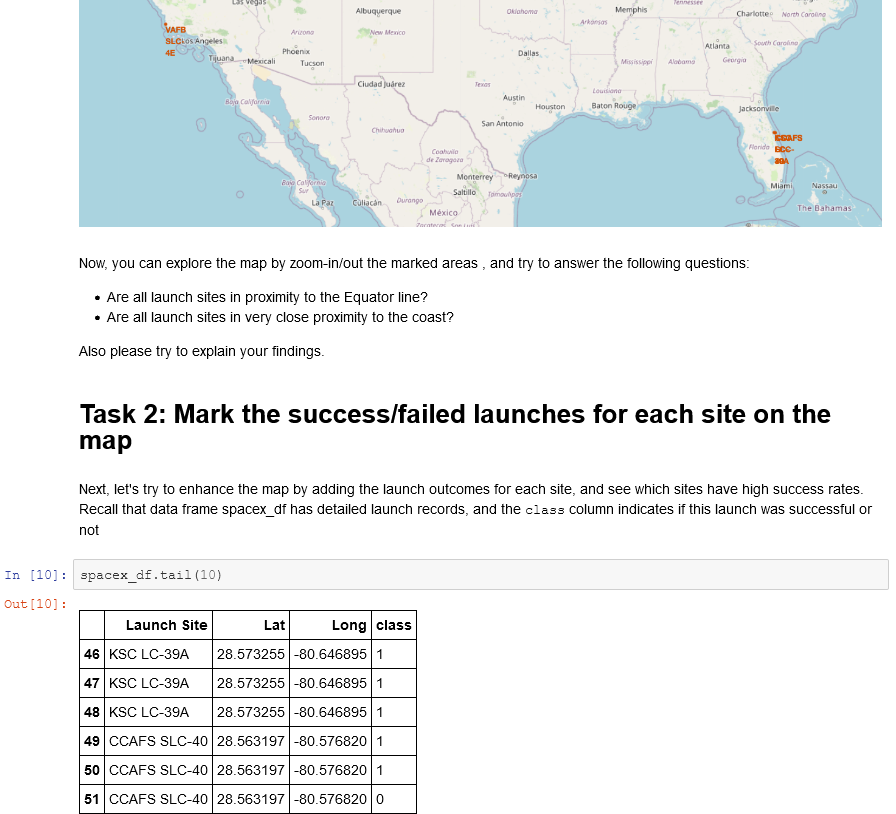 Las Vegas
Albuquerque
Oklahoma
Memphis
Tennessee
Charlotte
North Carolina
VAFB
SLC-
4E
Los Angeles
Arizona
New Mexico
Arkansas
Atlanta
South Carolina
Tijuana
Mexicali
Phoenix
Tucson
Dallas
Mississippi
Alabama
Georgia
Ciudad Juárez
Texas
Baja California
Sonora
Austin
Houston
Louisiana
Baton Rouge
Jacksonville
San Antonio
Chihuahua
CCAFS
Florida
Coahuila
de Zaragoza
Monterrey
Reynosa
Baja California
Sur
Saltillo
Tamaulipas
Miami
Nassau
La Paz
Culiacán
Durango
México
The Bahamas
Zacatecas
San Luis
Now, you can explore the map by zoom-in/out the marked areas , and try to answer the following questions:
• Are all launch sites in proximity to the Equator line?
• Are all launch sites in very close proximity to the coast?
Also please try to explain your findings.
Task 2: Mark the success/failed launches for each site on the
map
Next, let's try to enhance the map by adding the launch outcomes for each site, and see which sites have high success rates.
Recall that data frame spacex_df has detailed launch records, and the class column indicates if this launch was successful or
not
In [10]: spacex_df.tail(10)
Out[10]:
Launch Site Lat Long class
46 KSC LC-39A 28.573255 -80.646895 1
47 KSC LC-39A 28.573255 -80.646895 1
48 KSC LC-39A 28.573255 -80.646895 1
49 CCAFS SLC-40 28.563197 -80.576820 1
50 CCAFS SLC-40 28.563197 -80.576820 1
51 CCAFS SLC-40 28.563197 -80.576820 0